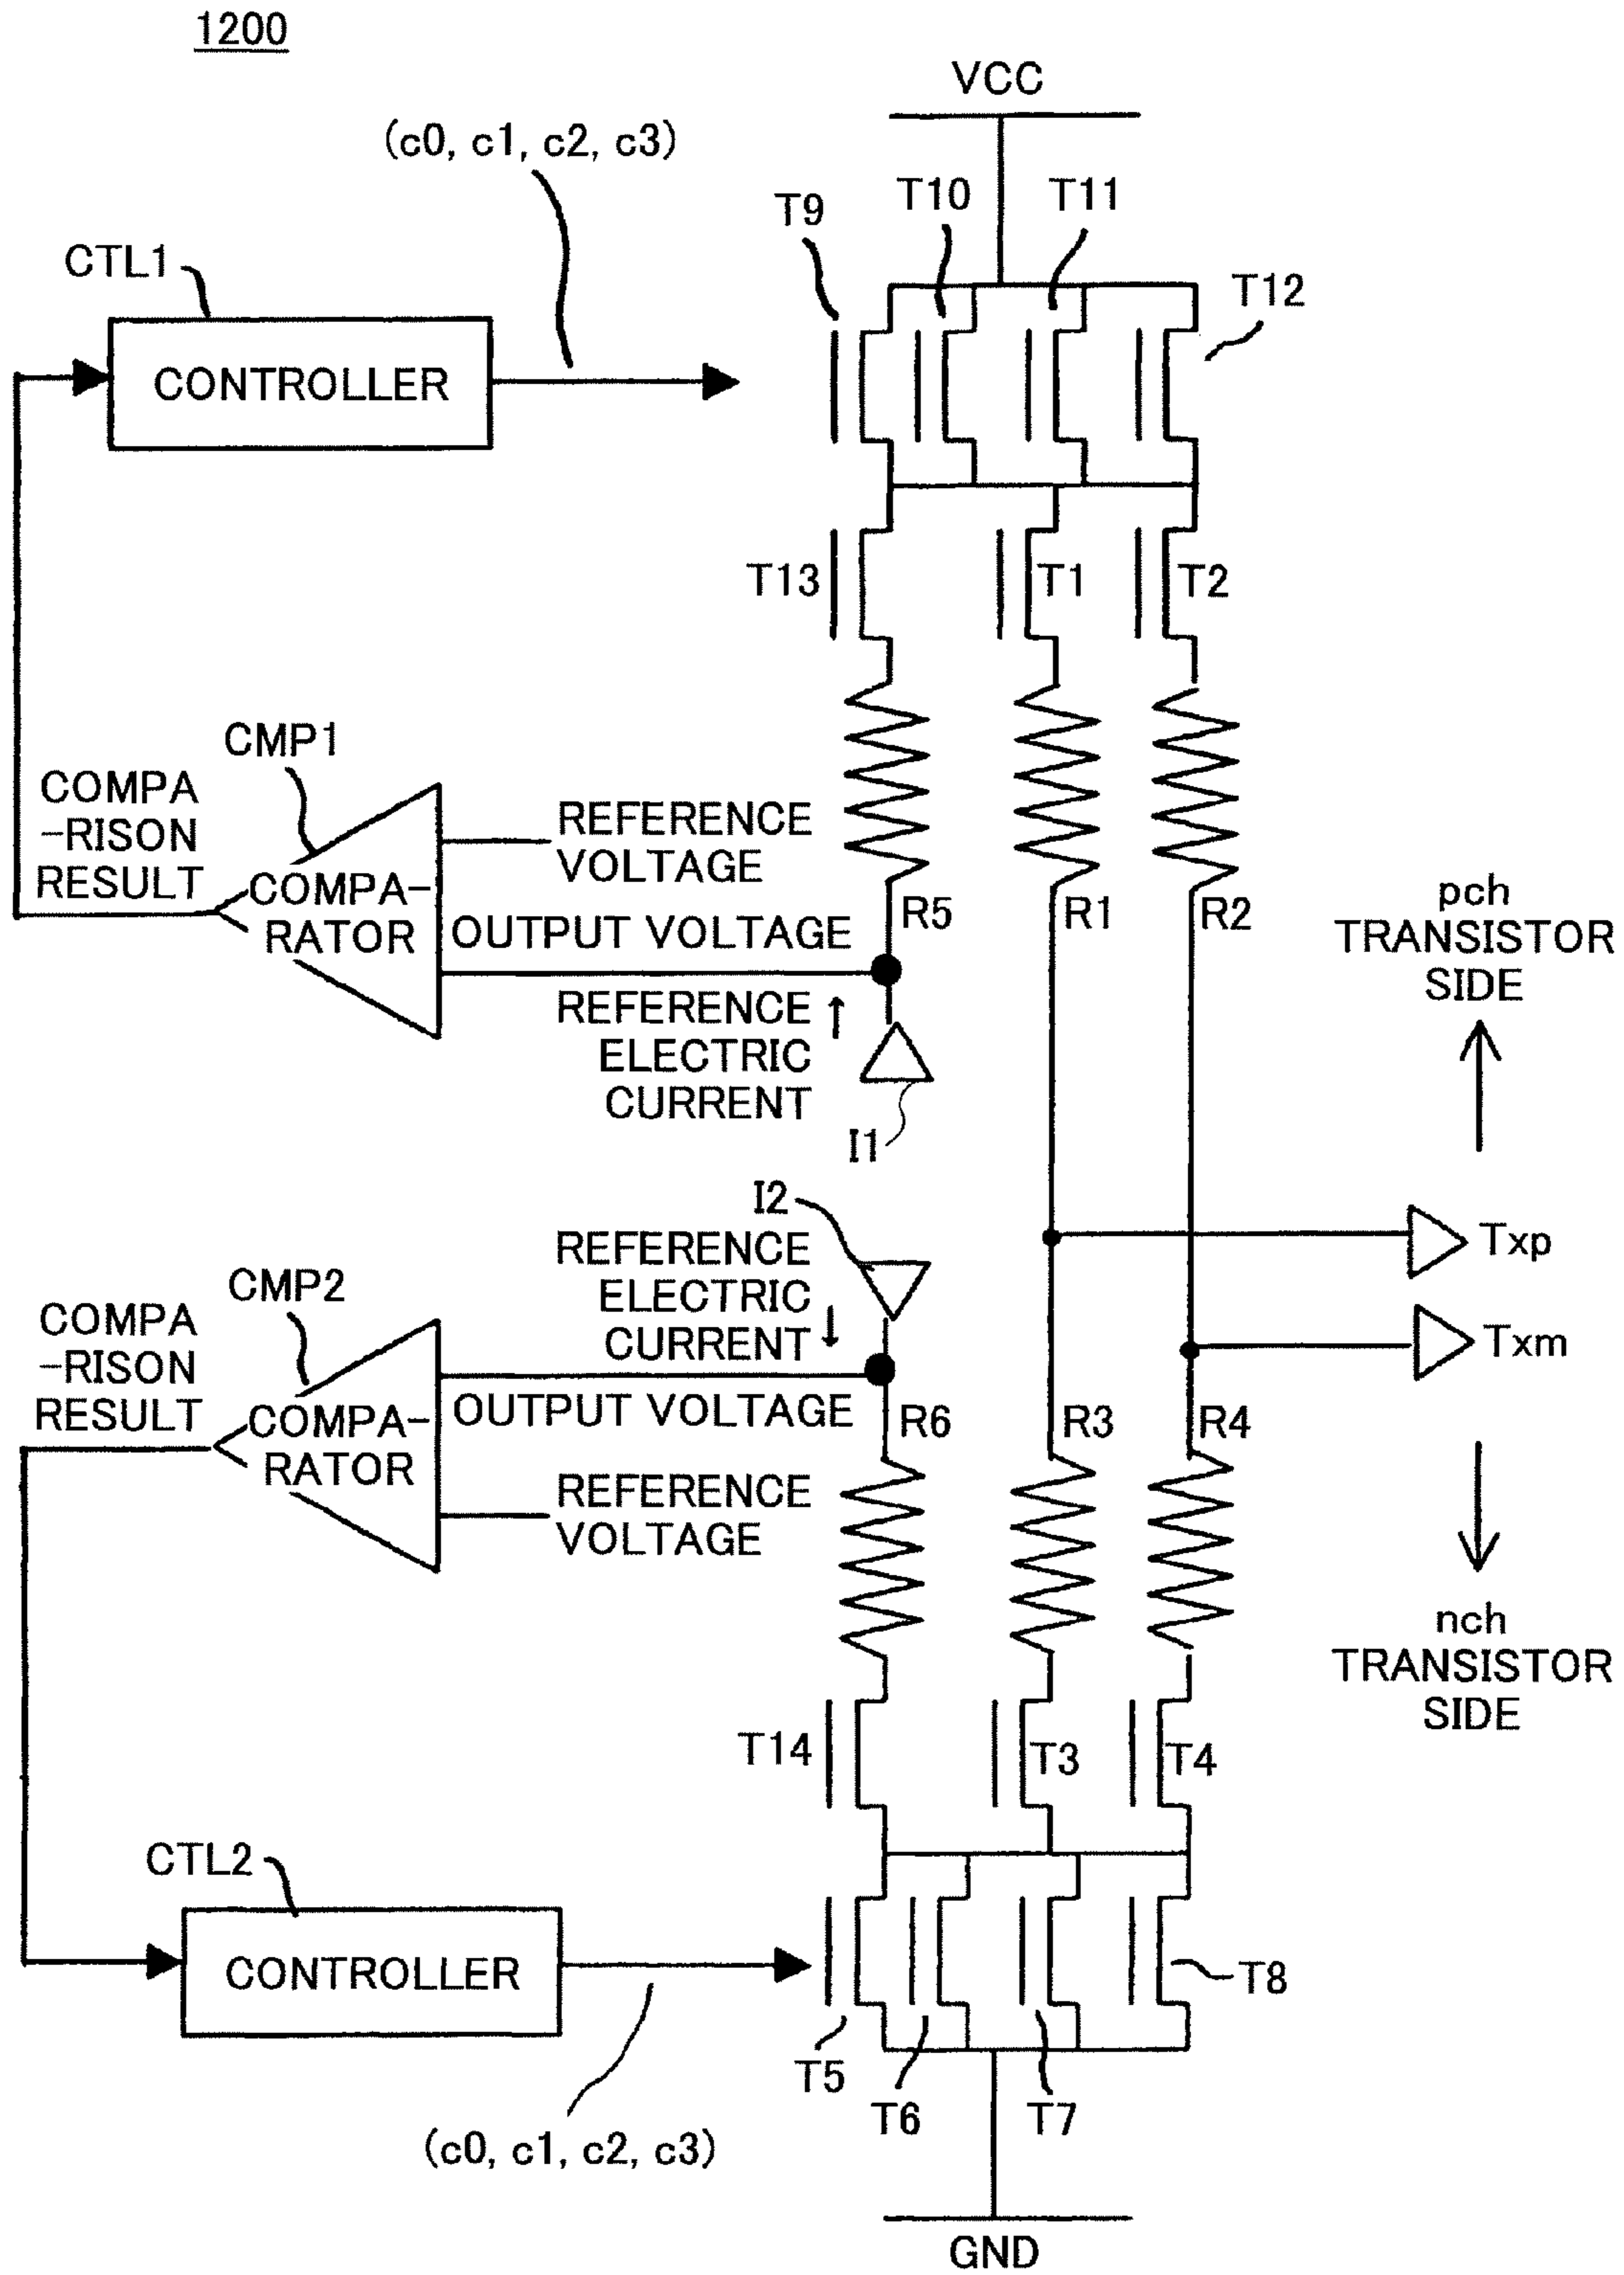 1200
VCC
(c0, c1, c2, c3)
T9
T10
T11
T12
CTL1
CONTROLLER
T13
T1
T2
CMP1
COMPA
-RISON
RESULT
COMPA-
RATOR
REFERENCE
VOLTAGE
OUTPUT VOLTAGE
R5
R1
R2
pch
TRANSISTOR
SIDE
REFERENCE
ELECTRIC
CURRENT
I1
I2
Txp
Txm
REFERENCE
ELECTRIC
CURRENT
CMP2
COMPA
-RISON
RESULT
COMPA-
RATOR
OUTPUT VOLTAGE
R6
R3
R4
REFERENCE
VOLTAGE
nch
TRANSISTOR
SIDE
T14
T3
T4
CTL2
CONTROLLER
T5
T6
T7
T8
(c0, c1, c2, c3)
GND